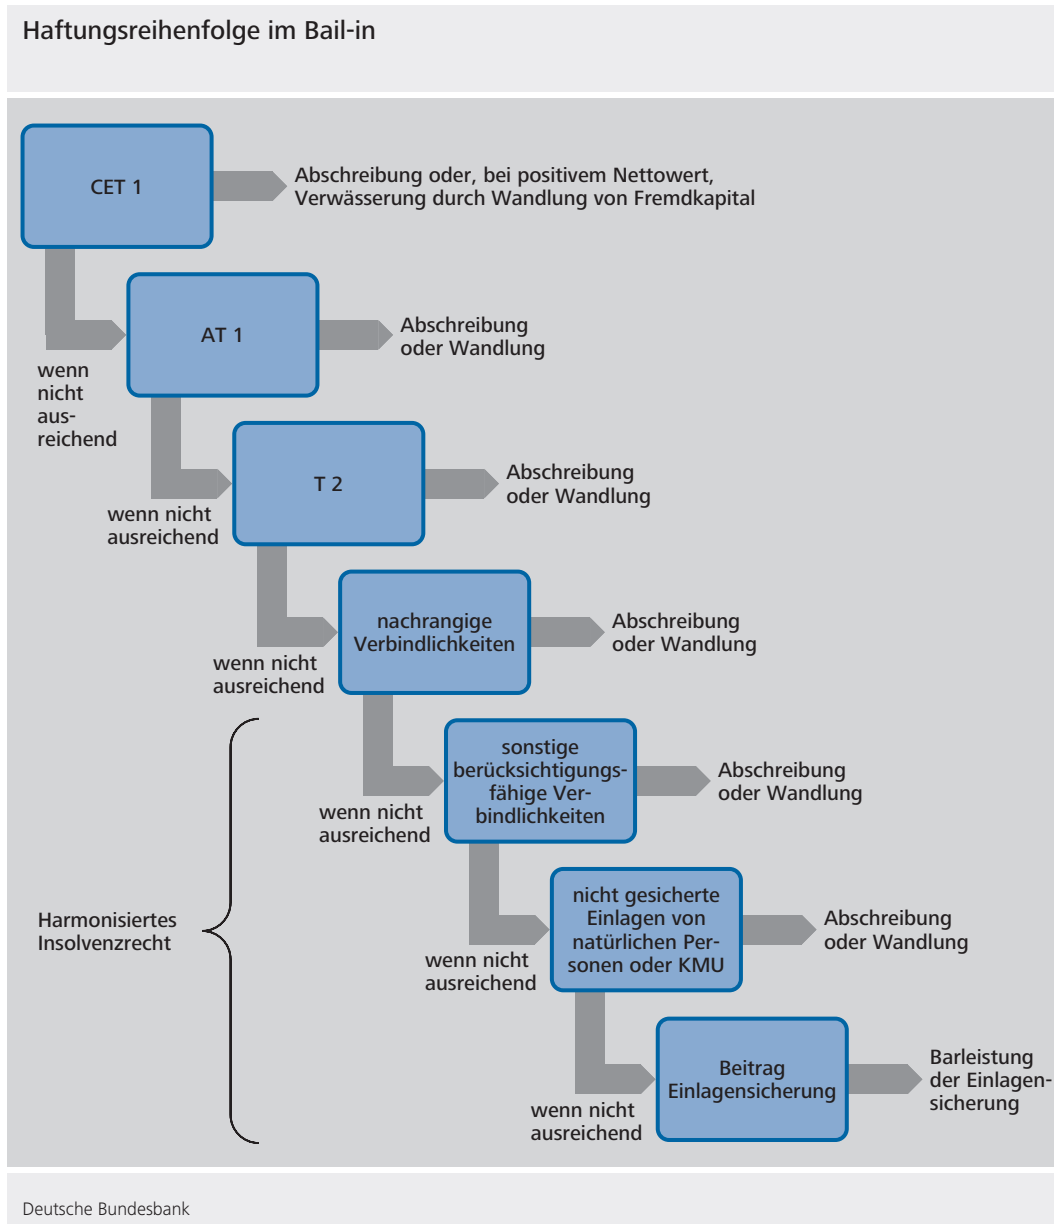 Haftungsreihenfolge im Bail-in
CET 1
Abschreibung oder, bei positivem Nettowert,
Verwässerung durch Wandlung von Fremdkapital
wenn
nicht
aus-
reichend
AT 1
Abschreibung
oder Wandlung
wenn nicht
ausreichend
T 2
Abschreibung
oder Wandlung
wenn nicht
ausreichend
nachrangige
Verbindlichkeiten
Abschreibung
oder Wandlung
wenn nicht
ausreichend
sonstige
berücksichtigungs-
fähige Ver-
bindlichkeiten
Abschreibung
oder Wandlung
Harmonisiertes
Insolvenzrecht
wenn nicht
ausreichend
nicht gesicherte
Einlagen von
natürlichen Per-
sonen oder KMU
Abschreibung
oder Wandlung
wenn nicht
ausreichend
Beitrag
Einlagensicherung
Barleistung
der Einlagen-
sicherung
Deutsche Bundesbank